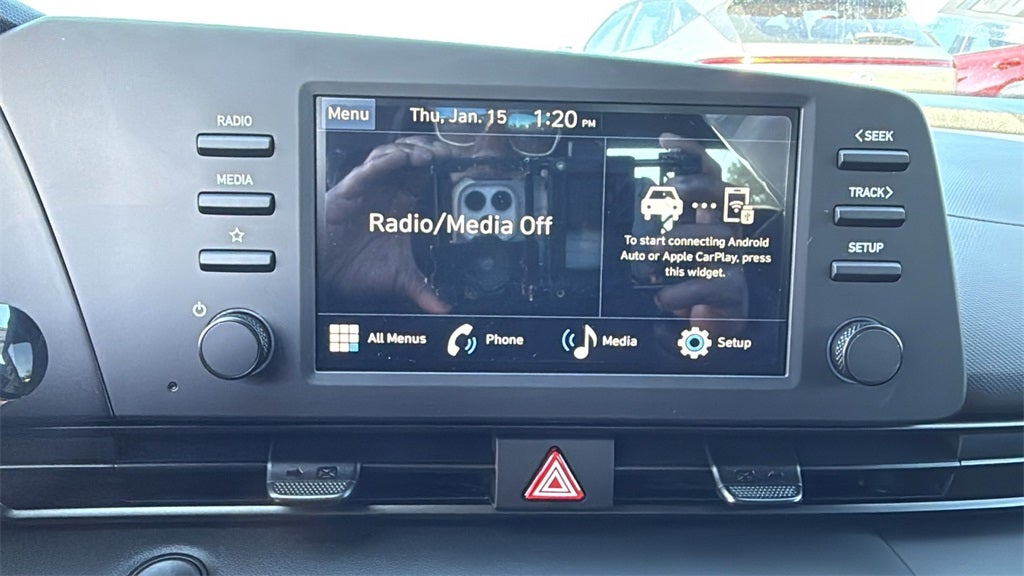 RADIO
MEDIA
Menu
Thu, Jan. 15 1:20 PM
Radio/Media Off
To start connecting Android
Auto or Apple CarPlay, press
this widget.
All Menus
Phone
Media
Setup
<SEEK
TRACK>
SETUP